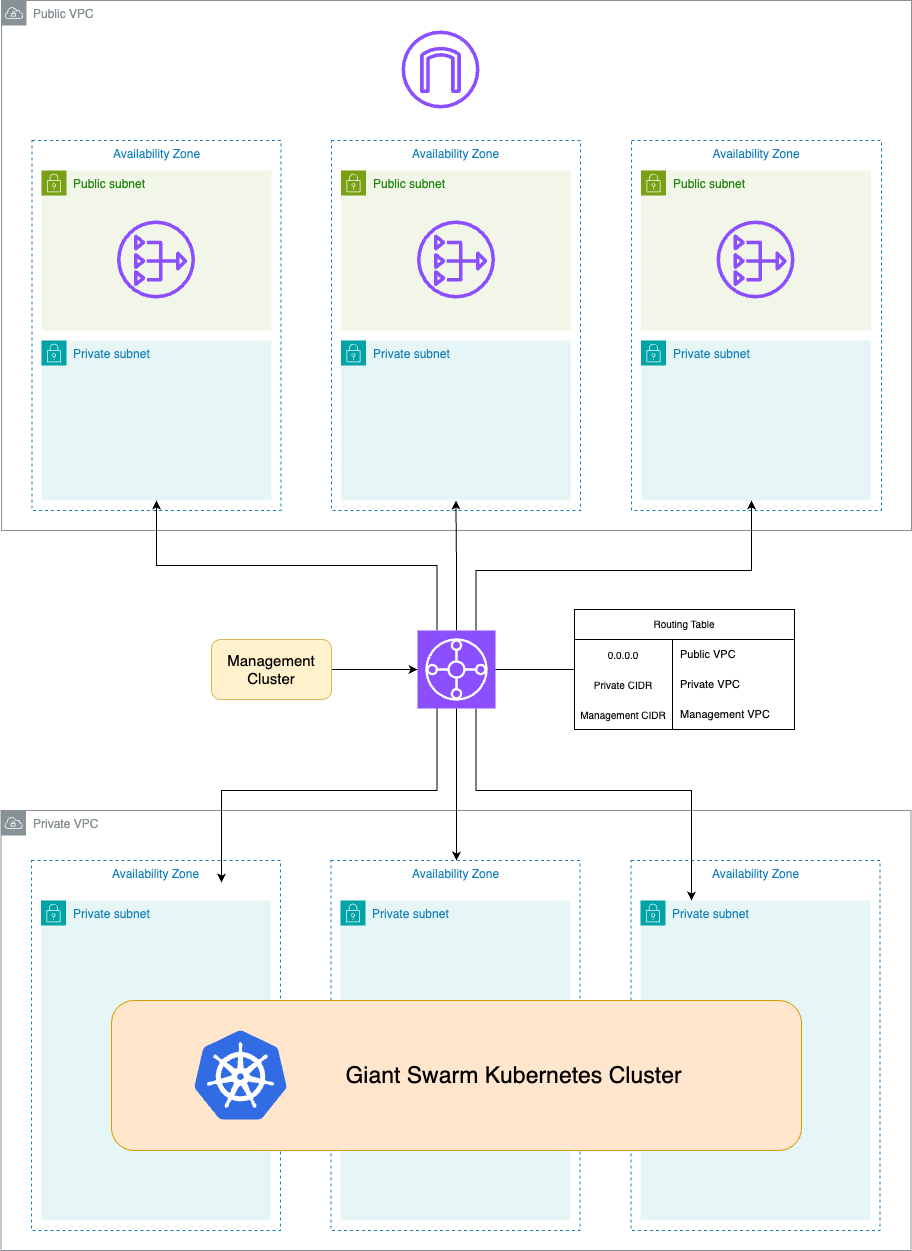 Public VPC
Availability Zone
Availability Zone
Availability Zone
Public subnet
Public subnet
Public subnet
Private subnet
Private subnet
Private subnet
Management
Cluster
Routing Table
0.0.0.0
Public VPC
Private CIDR
Private VPC
Management CIDR
Management VPC
Private VPC
Availability Zone
Availability Zone
Availability Zone
Private subnet
Private subnet
Private subnet
Giant Swarm Kubernetes Cluster